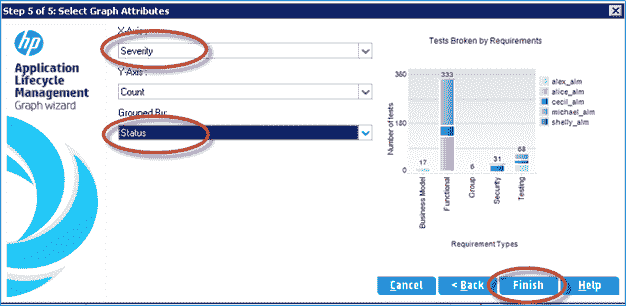 Step 5 of 5: Select Graph Attributes
hp
Application
Lifecycle
Management
Graph wizard
X-Axis :
Severity
Y-Axis :
Count
Grouped By:
Status
Tests Broken by Requirements
Number of tests
360
180
0
17
333
6
31
68
Business Model
Functional
Group
Security
Testing
Requirement Types
alex_alm
alice_alm
cecil_alm
michael_alm
shelly_alm
Cancel
< Back
Finish
Help